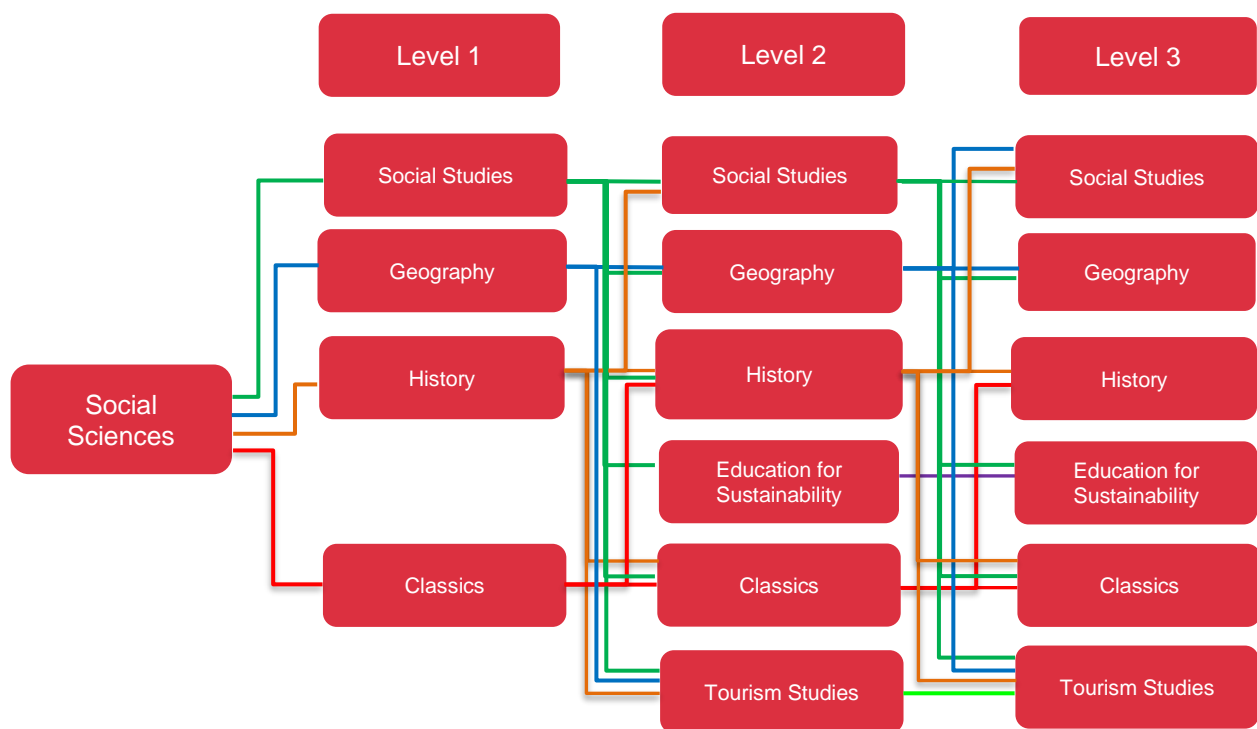 Level 1
Level 2
Level 3
Social Studies
Social Studies
Social Studies
Geography
Geography
Geography
History
History
History
Social
Sciences
Education for
Sustainability
Education for
Sustainability
Classics
Classics
Classics
Tourism Studies
Tourism Studies